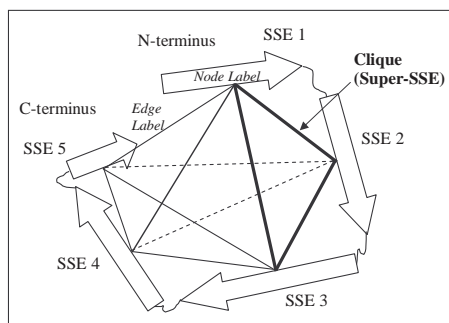 N-terminus
SSE 1
Node Label
Clique
(Super-SSE)
C-terminus
Edge
Label
SSE 5
SSE 2
SSE 4
SSE 3